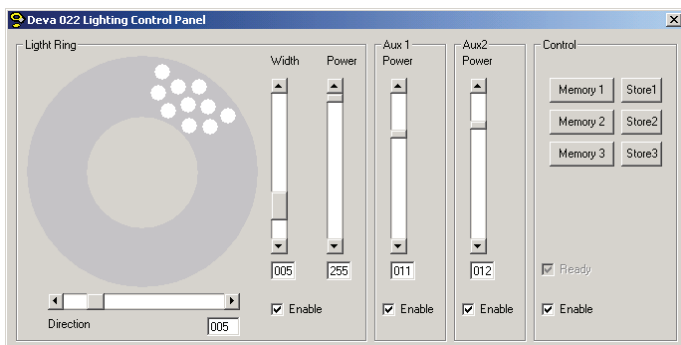 Deva 022 Lighting Control Panel
Ligtht Ring
Width
Power
005
255
Enable
Direction
005
Aux 1
Power
011
Enable
Aux2
Power
012
Enable
Control
Memory 1
Store1
Memory 2
Store2
Memory 3
Store3
Ready
Enable